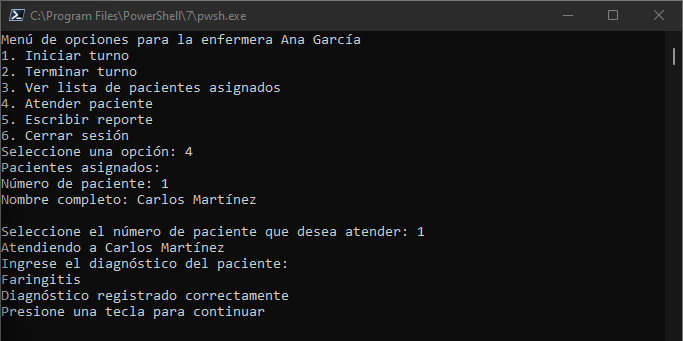 C:\Program Files\PowerShell\7\pwsh.exe
Menú de opciones para la enfermera Ana García
1. Iniciar turno
2. Terminar turno
3. Ver lista de pacientes asignados
4. Atender paciente
5. Escribir reporte
6. Cerrar sesión
Seleccione una opción: 4
Pacientes asignados:
Número de paciente: 1
Nombre completo: Carlos Martínez
Seleccione el número de paciente que desea atender: 1
Atendiendo a Carlos Martínez
Ingrese el diagnóstico del paciente:
Faringitis
Diagnóstico registrado correctamente
Presione una tecla para continuar